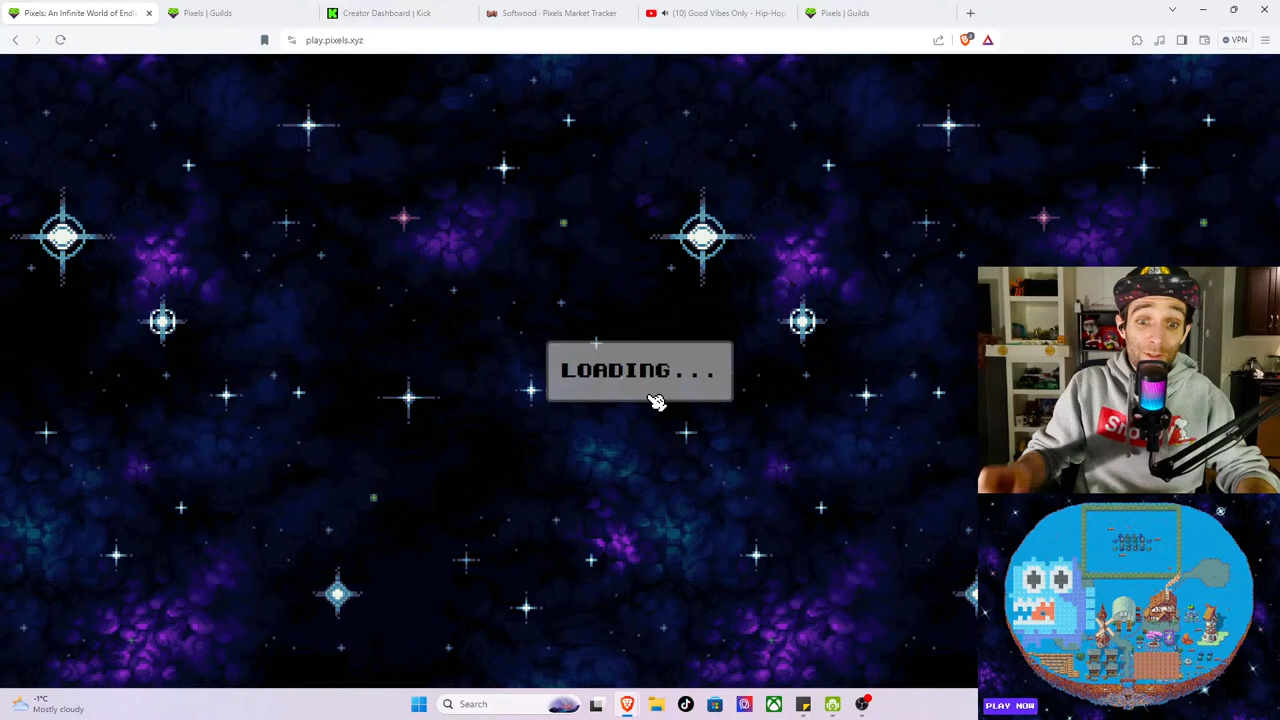 Pixels: An Infinite World of Endl
Pixels | Guilds
Creator Dashboard | Kick
Softwood · Pixels Market Tracker
(10) Good Vibes Only - Hip-Hop
Pixels | Guilds
play.pixels.xyz
2
VPN
LOADING...
PLAY NOW
-1°C
Mostly cloudy
Search